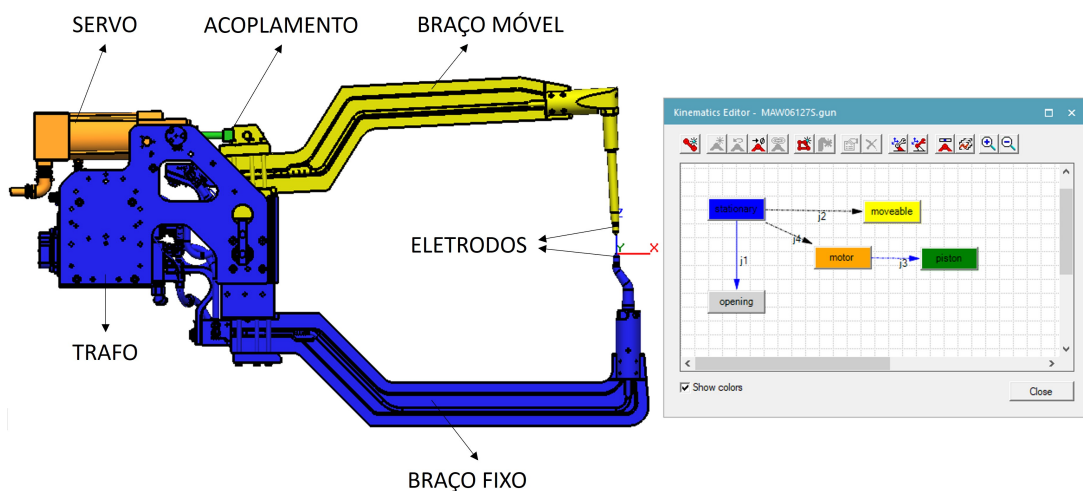 SERVO
ACOPLAMENTO
BRAÇO MÓVEL
ELETRODOS
TRAFO
BRAÇO FIXO
Z
Y
X
Kinematics Editor - MAW06127S.gun
stationary
j2
moveable
j4
j1
motor
j3
piston
opening
Show colors
Close